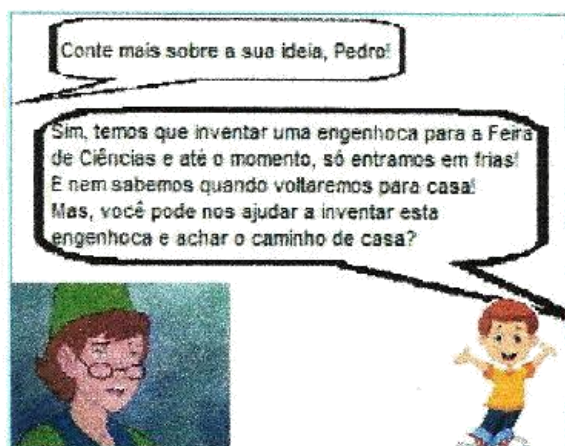 Conte mais sobre a sua ideia, Pedro!
Sim, temos que inventar uma engenhoca para a Feira
de Ciências e até o momento, só entramos em frias!
E nem sabemos quando voltaremos para casa!
Mas, você pode nos ajudar a inventar esta
engenhoca e achar o caminho de casa?